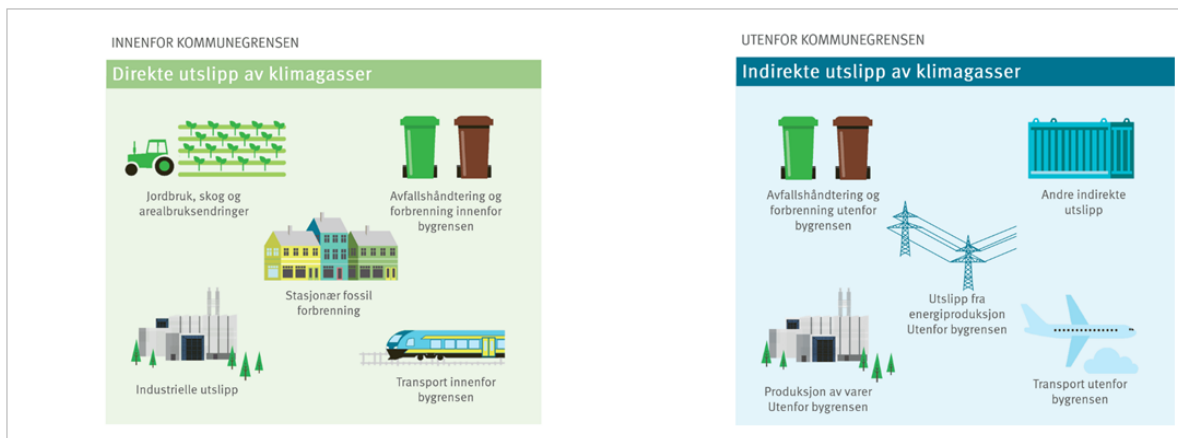 INNENFOR KOMMUNEGRENSEN
Direkte utslipp av klimagasser
Jordbruk, skog og
arealbruksendringer
Avfallshåndtering og
forbrenning innenfor
bygrensen
Stasjonær fossil
forbrenning
Industrielle utslipp
Transport innenfor
bygrensen
UTENFOR KOMMUNEGRENSEN
Indirekte utslipp av klimagasser
Avfallshåndtering og
forbrenning utenfor
bygrensen
Andre indirekte
utslipp
Utslipp fra
energiproduksjon
Utenfor bygrensen
Produksjon av varer
Utenfor bygrensen
Transport utenfor
bygrensen